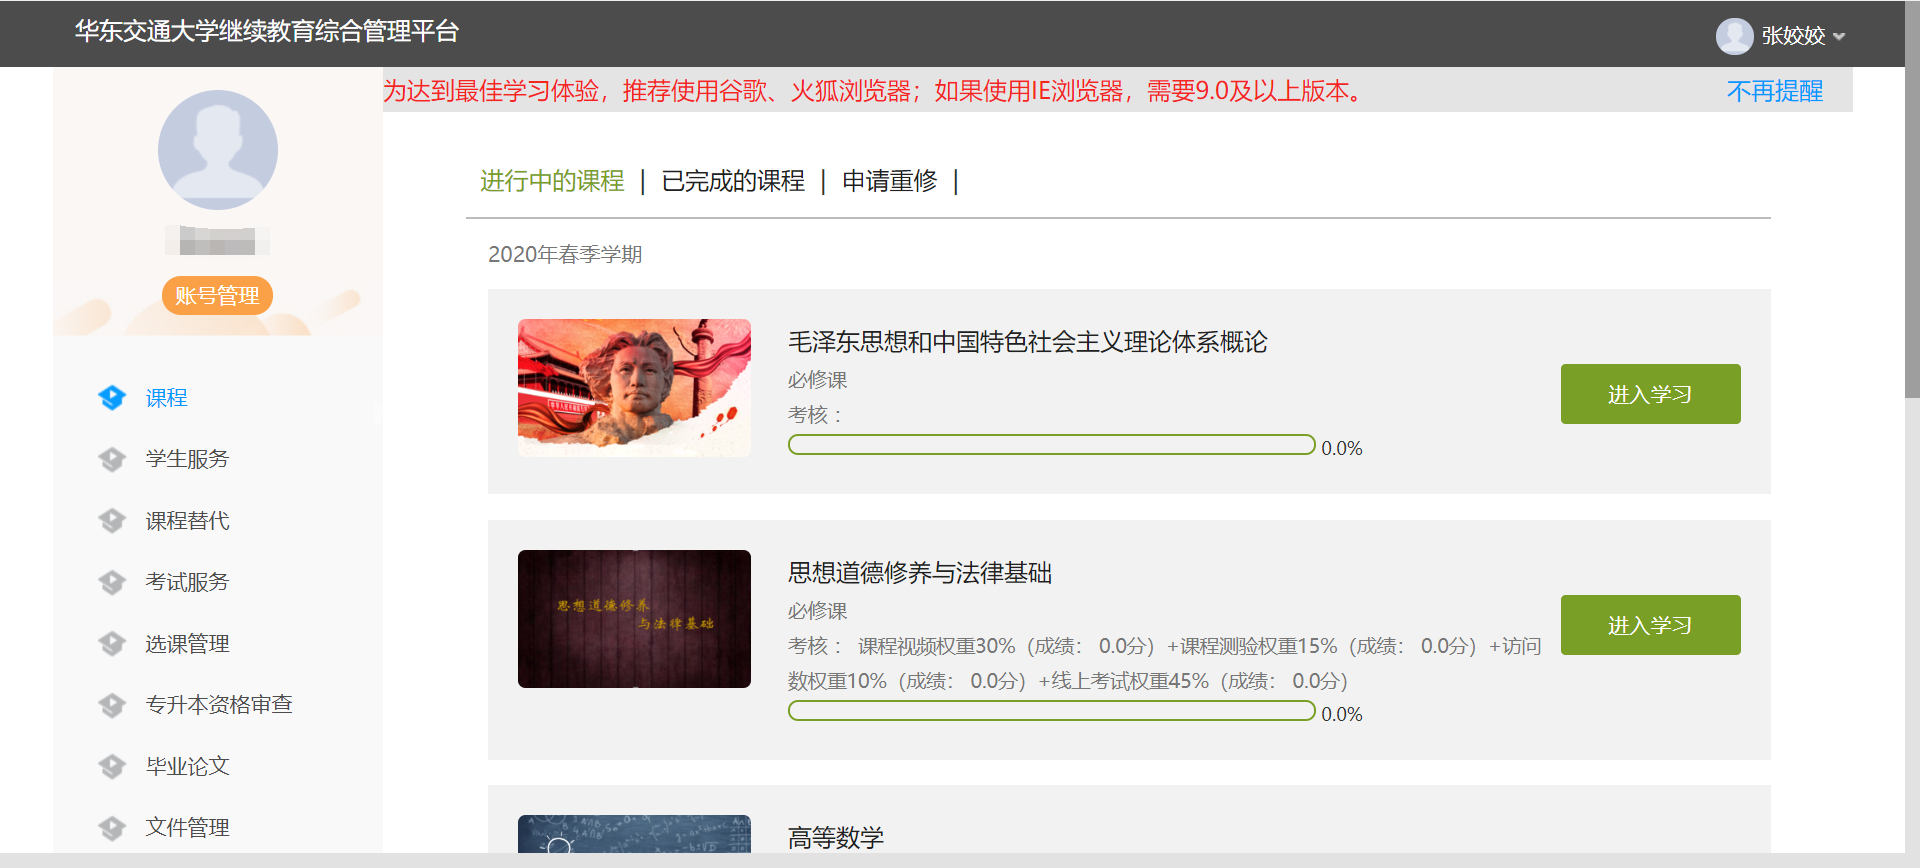 华东交通大学继续教育综合管理平台
张姣姣
为达到最佳学习体验，推荐使用谷歌、火狐浏览器；如果使用IE浏览器，需要9.0及以上版本。
不再提醒
账号管理
课程
学生服务
课程替代
考试服务
选课管理
专升本资格审查
毕业论文
文件管理
进行中的课程 | 已完成的课程 | 申请重修 |
2020年春季学期
毛泽东思想和中国特色社会主义理论体系概论
必修课
考核：
0.0%
进入学习
思想道德修养
与法律基础
思想道德修养与法律基础
必修课
考核： 课程视频权重30%（成绩： 0.0分）+课程测验权重15%（成绩： 0.0分）+访问
数权重10%（成绩： 0.0分）+线上考试权重45%（成绩： 0.0分）
0.0%
进入学习
高等数学